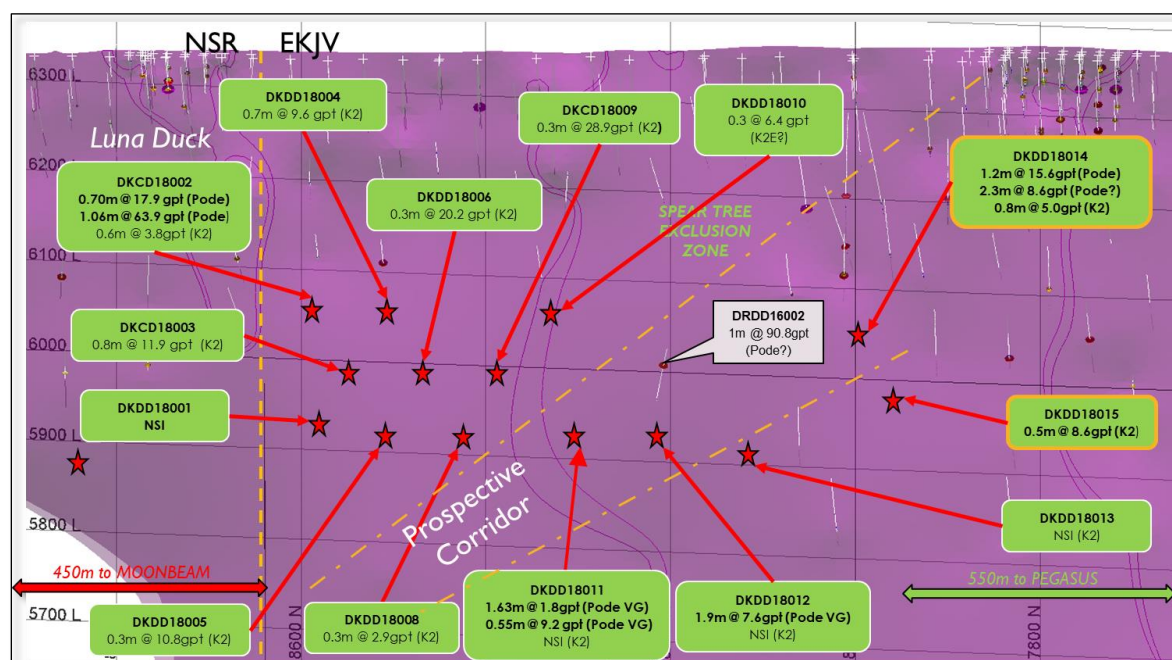 NSR EKJV
6300 L
DKDD18004
0.7m @ 9.6 gpt (K2)
DKCD18009
0.3m @ 28.9gpt (K2)
DKDD18010
0.3 @ 6.4 gpt
(K2E?)
Luna Duck
6200 L
DKCD18002
0.70m @ 17.9 gpt (Pode)
1.06m @ 63.9 gpt (Pode)
0.6m @ 3.8gpt (K2)
DKDD18006
0.3m @ 20.2 gpt (K2)
SPEAR TREE
EXCLUSION
ZONE
DKDD18014
1.2m @ 15.6gpt (Pode)
2.3m @ 8.6gpt (Pode?)
0.8m @ 5.0gpt (K2)
6100 L
DKCD18003
0.8m @ 11.9 gpt (K2)
DRDD16002
1m @ 90.8gpt
(Pode?)
6000 L
DKDD18001
NSI
DKDD18015
0.5m @ 8.6gpt (K2)
5900 L
Prospective
Corridor
5800 L
DKDD18013
NSI (K2)
450m to MOONBEAM
550m to PEGASUS
5700 L
DKDD18005
0.3m @ 10.8gpt (K2)
8600 N
DKDD18008
0.3m @ 2.9gpt (K2)
DKDD18011
1.63m @ 1.8gpt (Pode VG)
0.55m @ 9.2 gpt (Pode VG)
NSI (K2)
DKDD18012
1.9m @ 7.6gpt (Pode VG)
NSI (K2)
7800 N